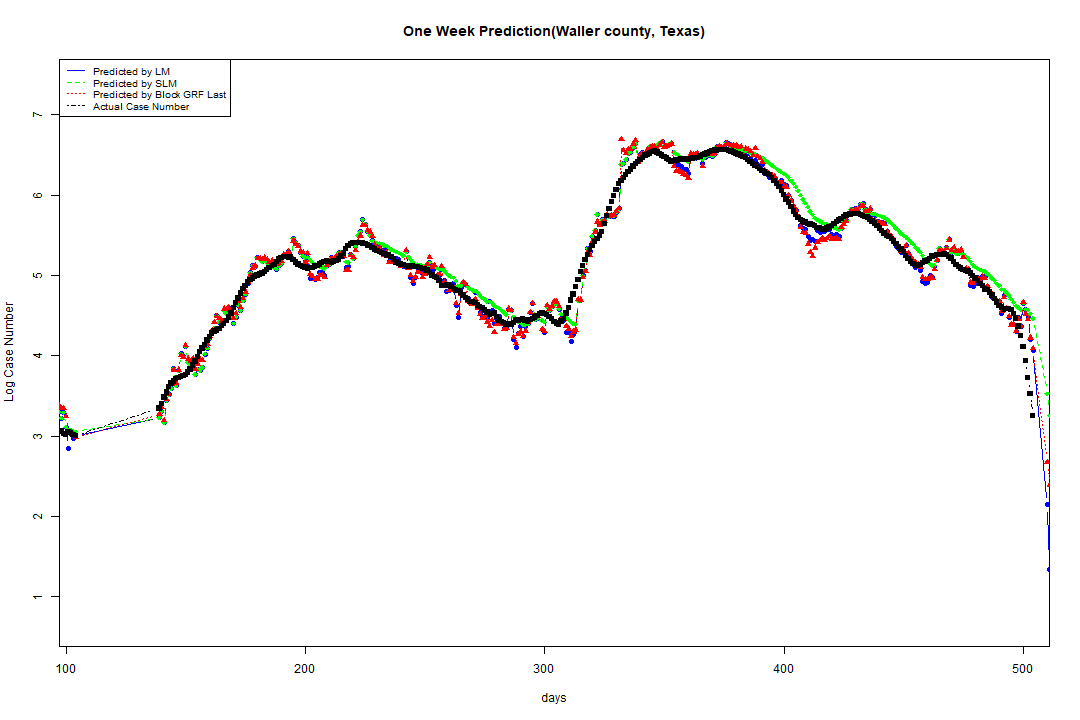 One Week Prediction(Waller county, Texas)
Predicted by LM
Predicted by SLM
Predicted by Block GRF Last
Actual Case Number
7
6
5
4
3
2
1
Log Case Number
100 200 300 400 500
days